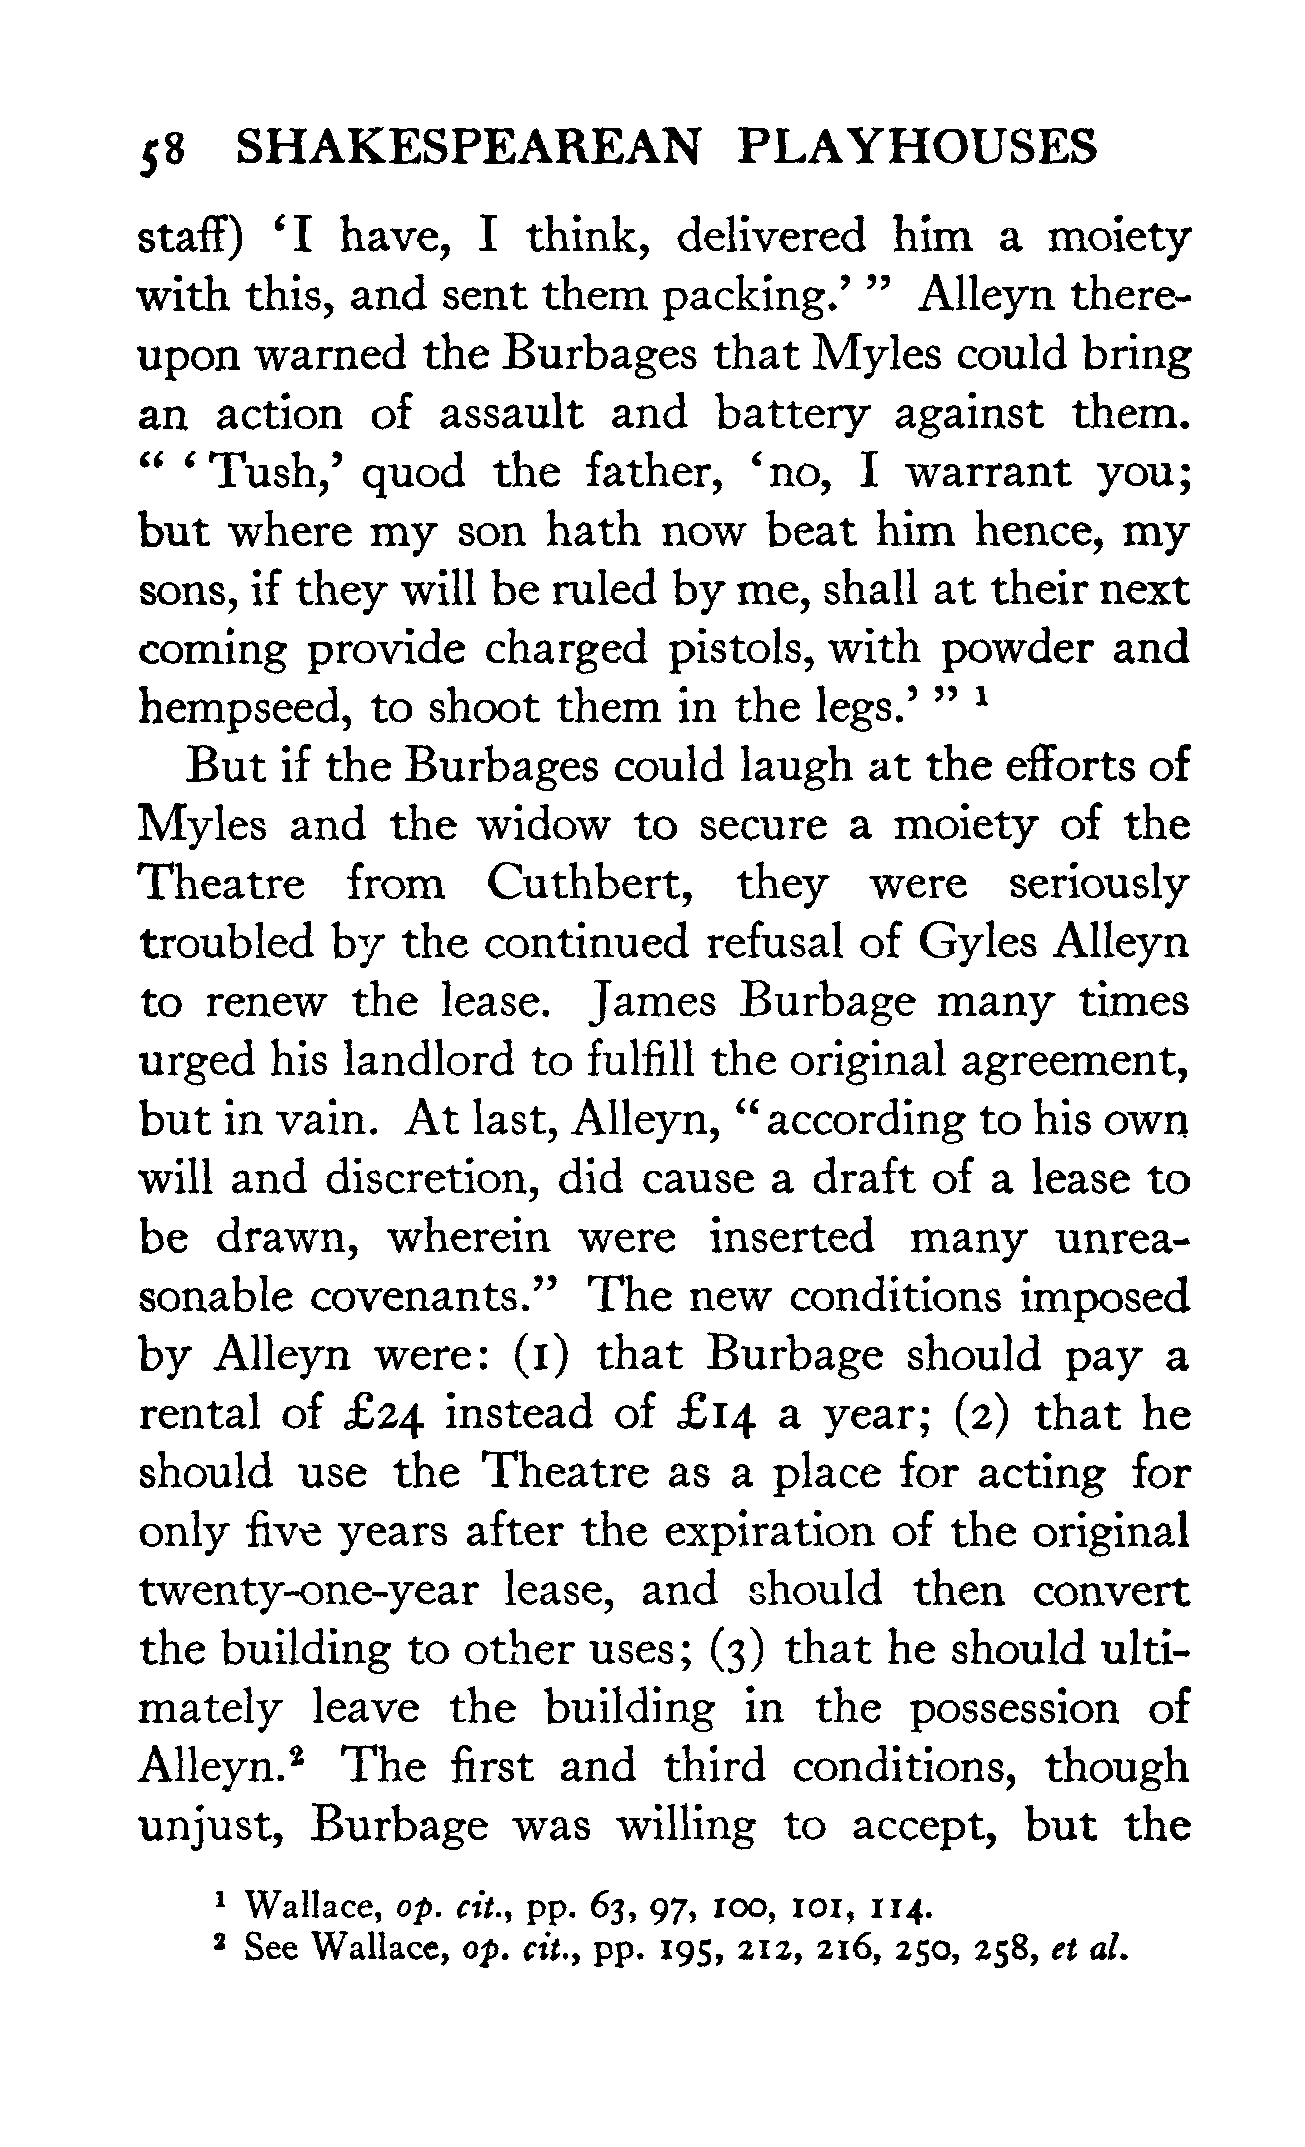 58 SHAKESPEAREAN PLAYHOUSES
staff) ‘I have, I think, delivered him a moiety
with this, and sent them packing.’ ” Alleyn there-
upon warned the Burbages that Myles could bring
an action of assault and battery against them.
“ ‘Tush,’ quod the father, ‘no, I warrant you;
but where my son hath now beat him hence, my
sons, if they will be ruled by me, shall at their next
coming provide charged pistols, with powder and
hempseed, to shoot them in the legs.’ ” ¹
But if the Burbages could laugh at the efforts of
Myles and the widow to secure a moiety of the
Theatre from Cuthbert, they were seriously
troubled by the continued refusal of Gyles Alleyn
to renew the lease. James Burbage many times
urged his landlord to fulfill the original agreement,
but in vain. At last, Alleyn, “according to his own
will and discretion, did cause a draft of a lease to
be drawn, wherein were inserted many unrea-
sonable covenants.” The new conditions imposed
by Alleyn were: (1) that Burbage should pay a
rental of £24 instead of £14 a year; (2) that he
should use the Theatre as a place for acting for
only five years after the expiration of the original
twenty-one-year lease, and should then convert
the building to other uses; (3) that he should ulti-
mately leave the building in the possession of
Alleyn.² The first and third conditions, though
unjust, Burbage was willing to accept, but the
¹ Wallace, op. cit., pp. 63, 97, 100, 101, 114.
² See Wallace, op. cit., pp. 195, 212, 216, 250, 258, et al.